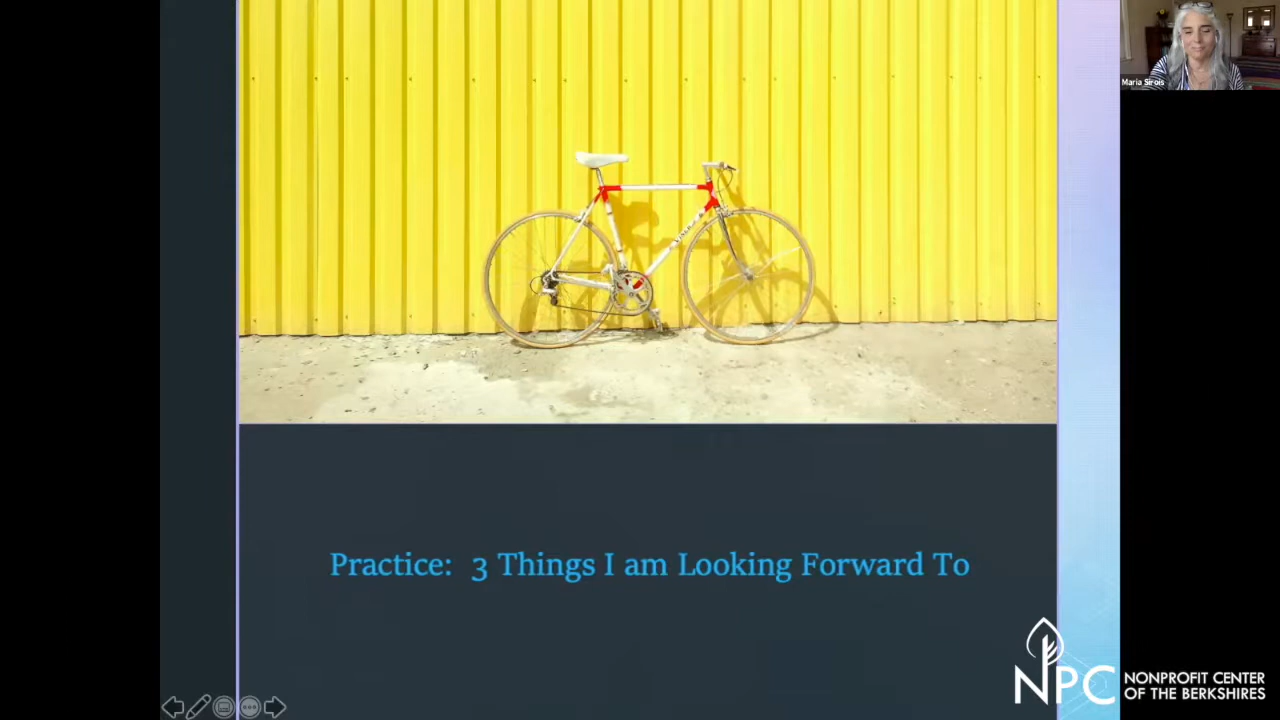 Maria Sirois
Practice: 3 Things I am Looking Forward To
NPC NONPROFIT CENTER
OF THE BERKSHIRES